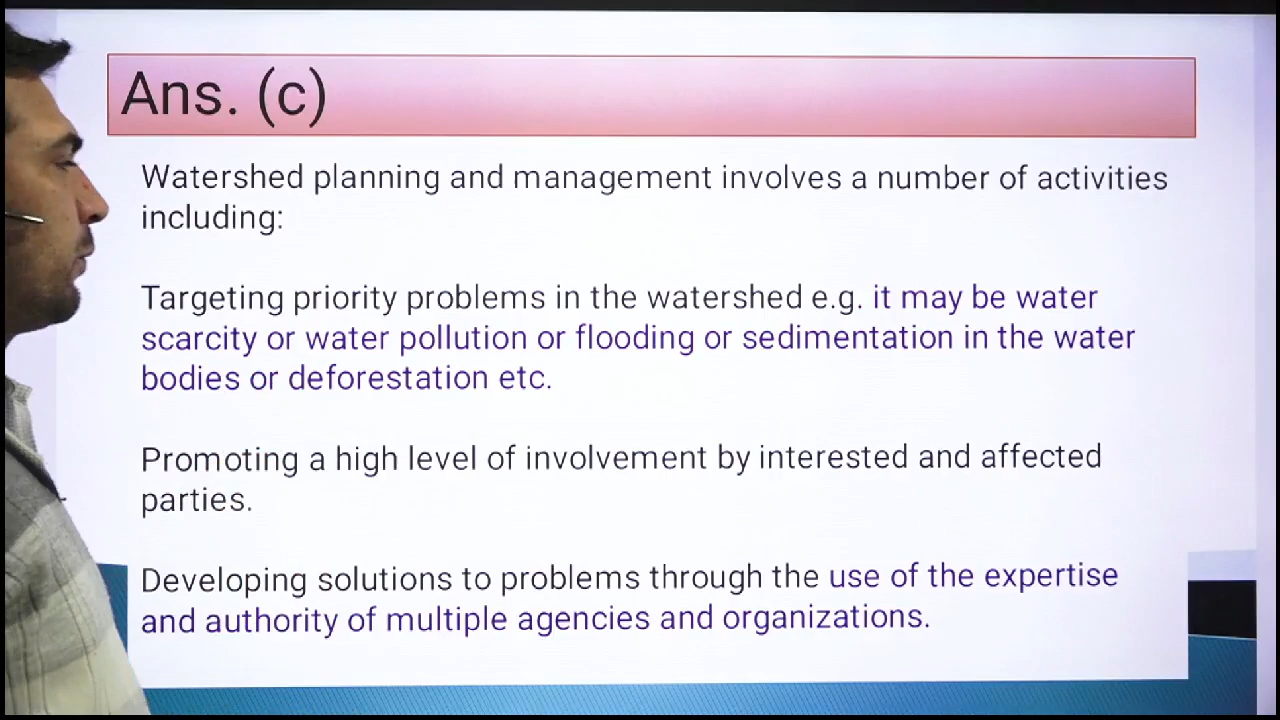 Ans. (c)
Watershed planning and management involves a number of activities
including:
Targeting priority problems in the watershed e.g. it may be water
scarcity or water pollution or flooding or sedimentation in the water
bodies or deforestation etc.
Promoting a high level of involvement by interested and affected
parties.
Developing solutions to problems through the use of the expertise
and authority of multiple agencies and organizations.